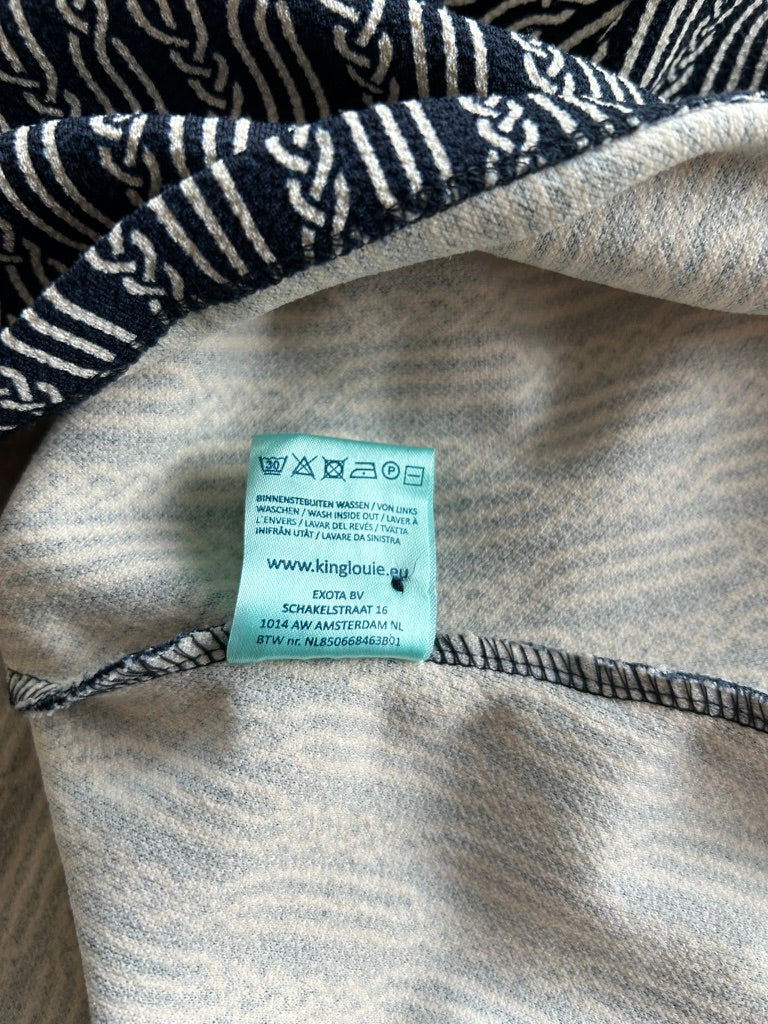 30 P
BINNENSTEBUITEN WASSEN / VON LINKS
WASCHEN / WASH INSIDE OUT / LAVER À
L'ENVERS / LAVAR DEL REVÉS / TVÄTTA
INIFRÅN UTÅT / LAVARE DA SINISTRA
www.kinglouie.eu
EXOTA BV
SCHAKELSTRAAT 16
1014 AW AMSTERDAM NL
BTW nr. NL850668463B01